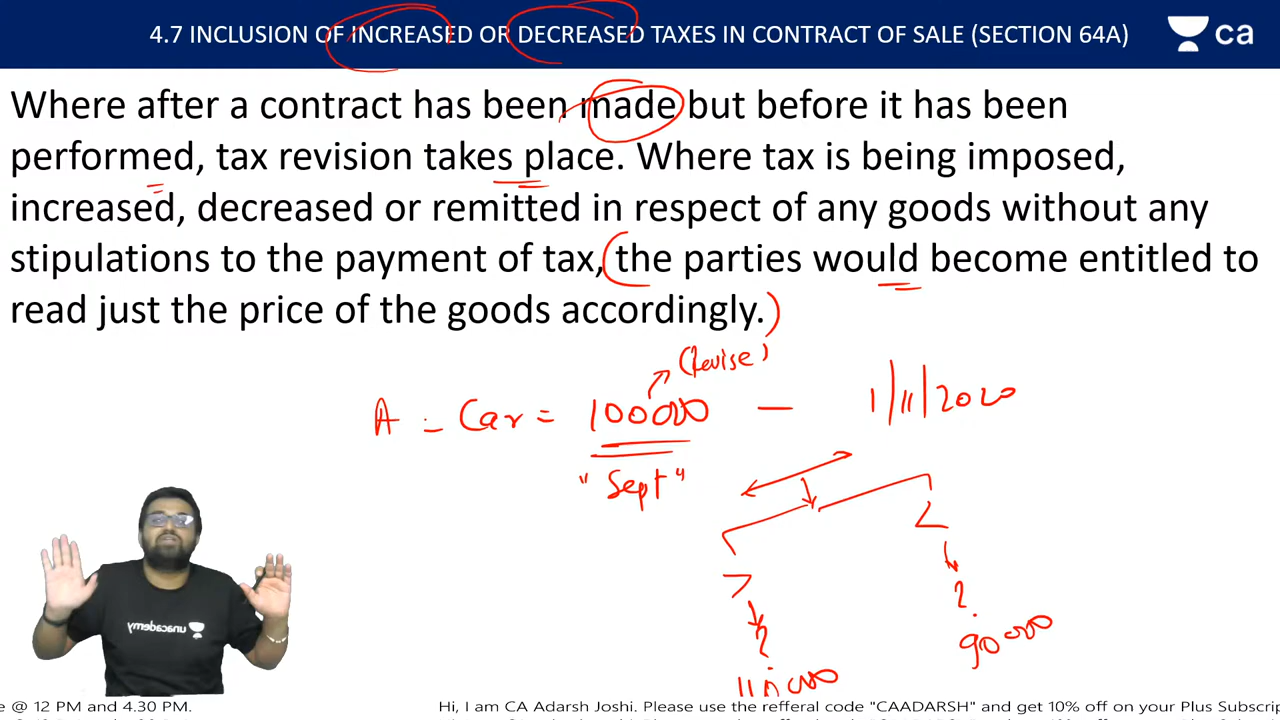 4.7 INCLUSION OF INCREASED OR DECREASED TAXES IN CONTRACT OF SALE (SECTION 64A)
ca
Where after a contract has been made but before it has been
performed, tax revision takes place. Where tax is being imposed,
increased, decreased or remitted in respect of any goods without any
stipulations to the payment of tax, (the parties would become entitled to
read just the price of the goods accordingly.)
(Revise)
A = Car = 100000 — 1/11/2020
"Sept"
> <
? ?
90000
110000
unacademy
e @ 12 PM and 4.30 PM.
Hi, I am CA Adarsh Joshi. Please use the refferal code "CAADARSH" and get 10% off on your Plus Subscrip